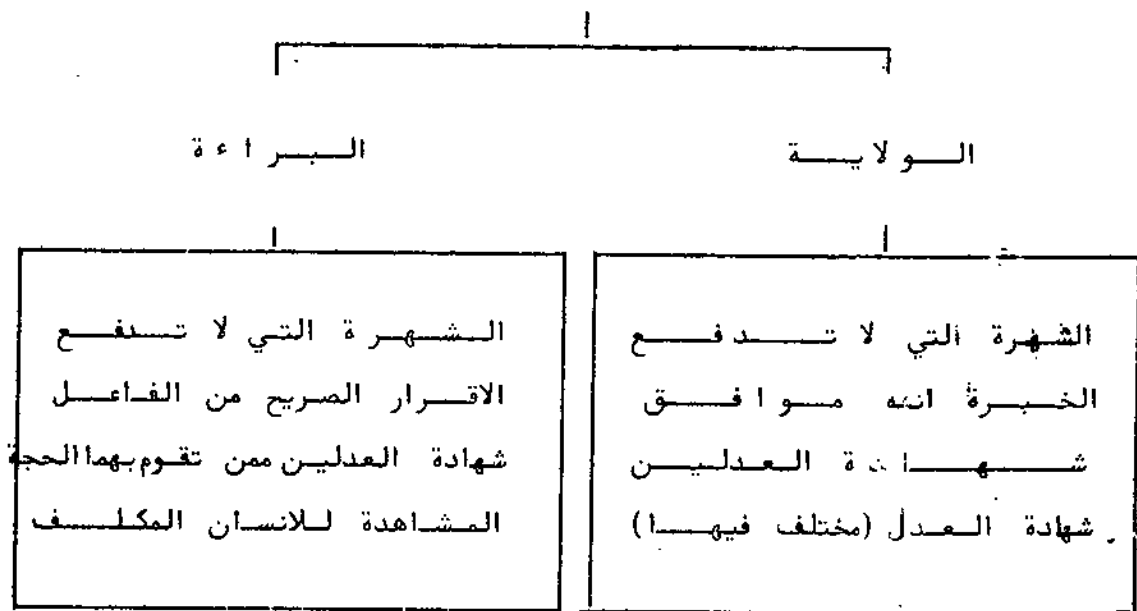 الولاية
البراءة
الشهرة التي لا تدفع
الخبرة انه موافق
شهادة العدلين
شهادة العدل (مختلف فيها)
الشهرة التي لا تدفع
الاقرار الصريح من الفاعل
شهادة العدلين ممن تقوم بهما الحجة
المشاهدة للانسان المكلف